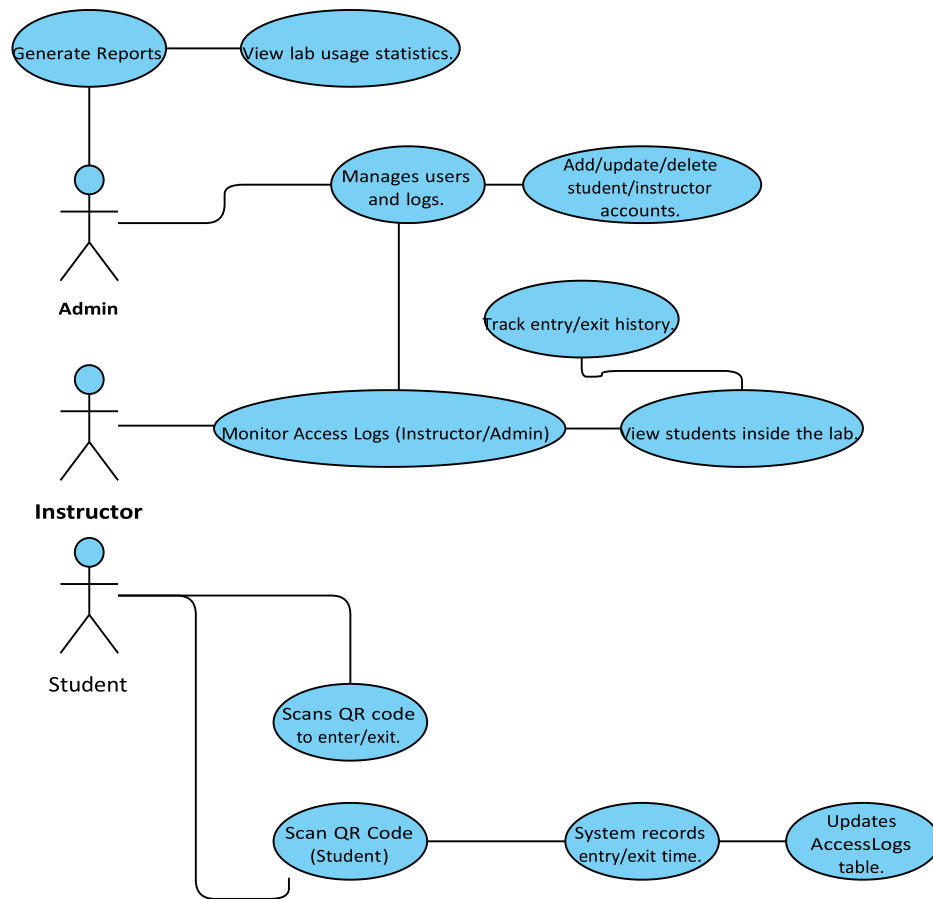 Generate Reports
View lab usage statistics.
Manages users
and logs.
Add/update/delete
student/instructor
accounts.
Admin
Track entry/exit history.
Monitor Access Logs (Instructor/Admin)
View students inside the lab.
Instructor
Student
Scans QR code
to enter/exit.
Scan QR Code
(Student)
System records
entry/exit time.
Updates
AccessLogs
table.